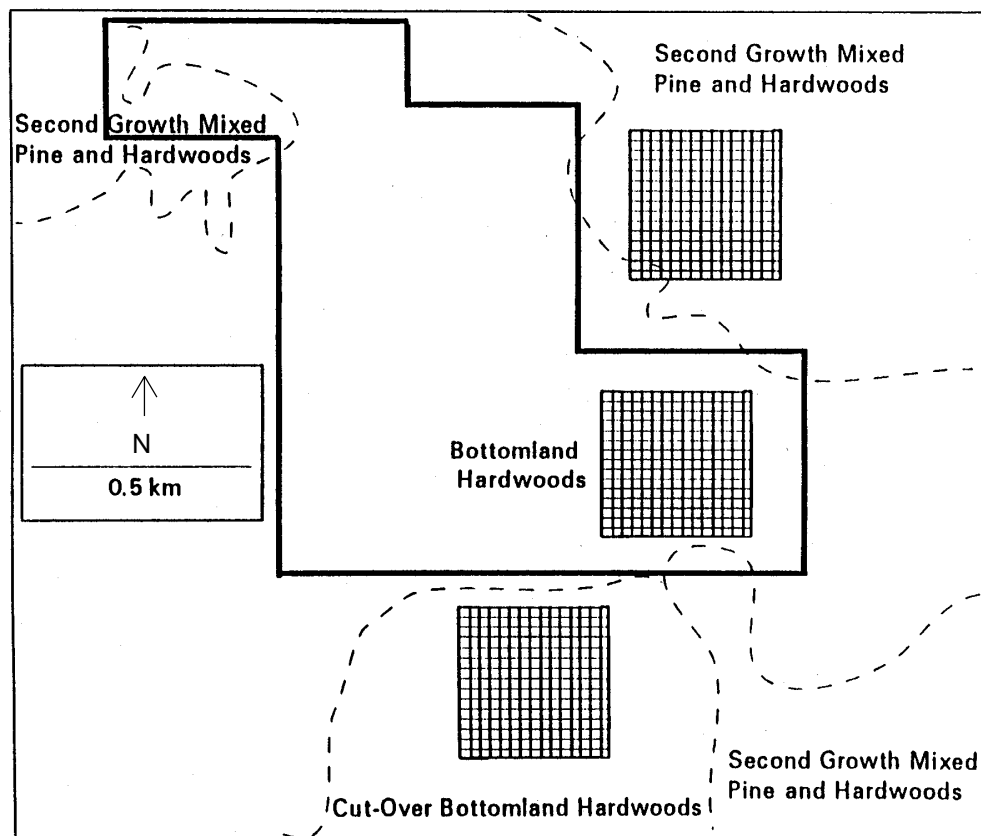 Second Growth Mixed
Pine and Hardwoods
Second Growth Mixed
Pine and Hardwoods
N
0.5 km
Bottomland
Hardwoods
Second Growth Mixed
Pine and Hardwoods
Cut-Over Bottomland Hardwoods